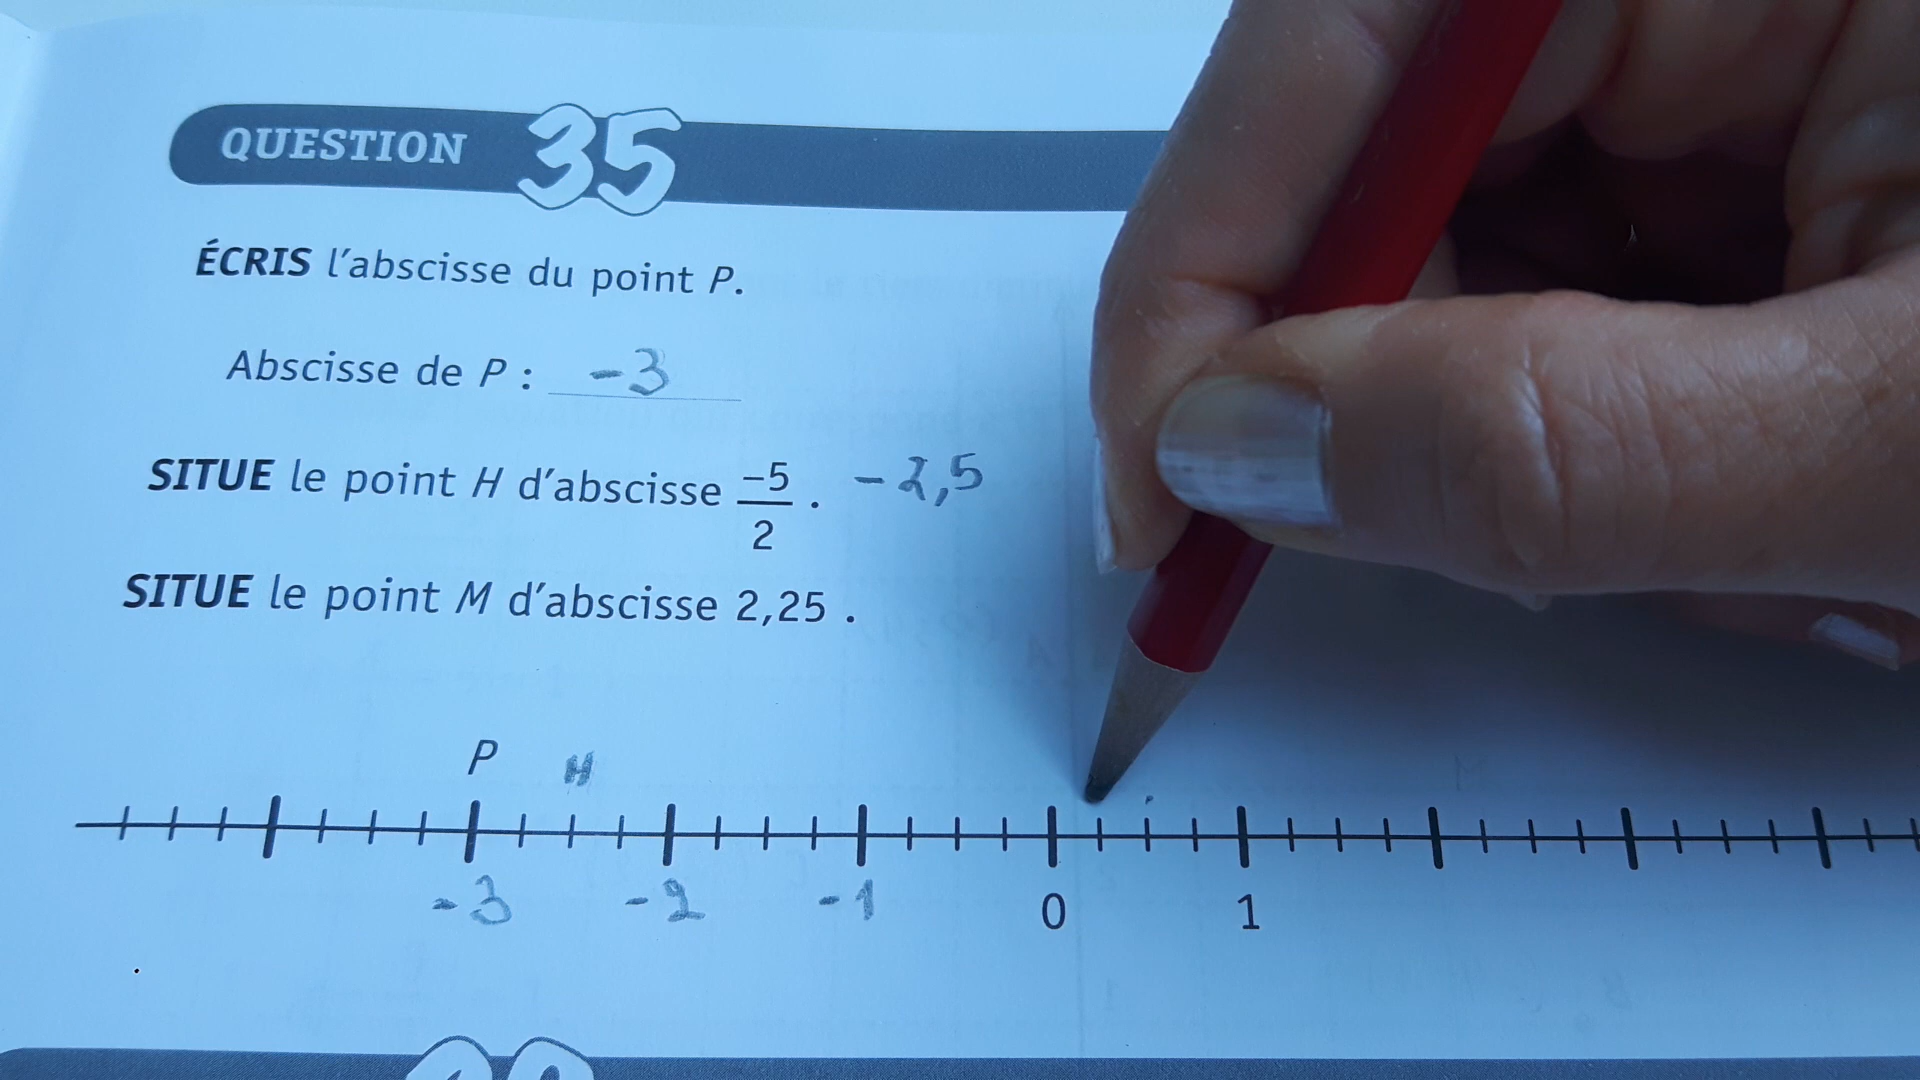 QUESTION 35
ÉCRIS l'abscisse du point P.
Abscisse de P : -3
SITUE le point H d'abscisse -5/2 . -2,5
SITUE le point M d'abscisse 2,25 .
P H
-3 -2 -1 0 1